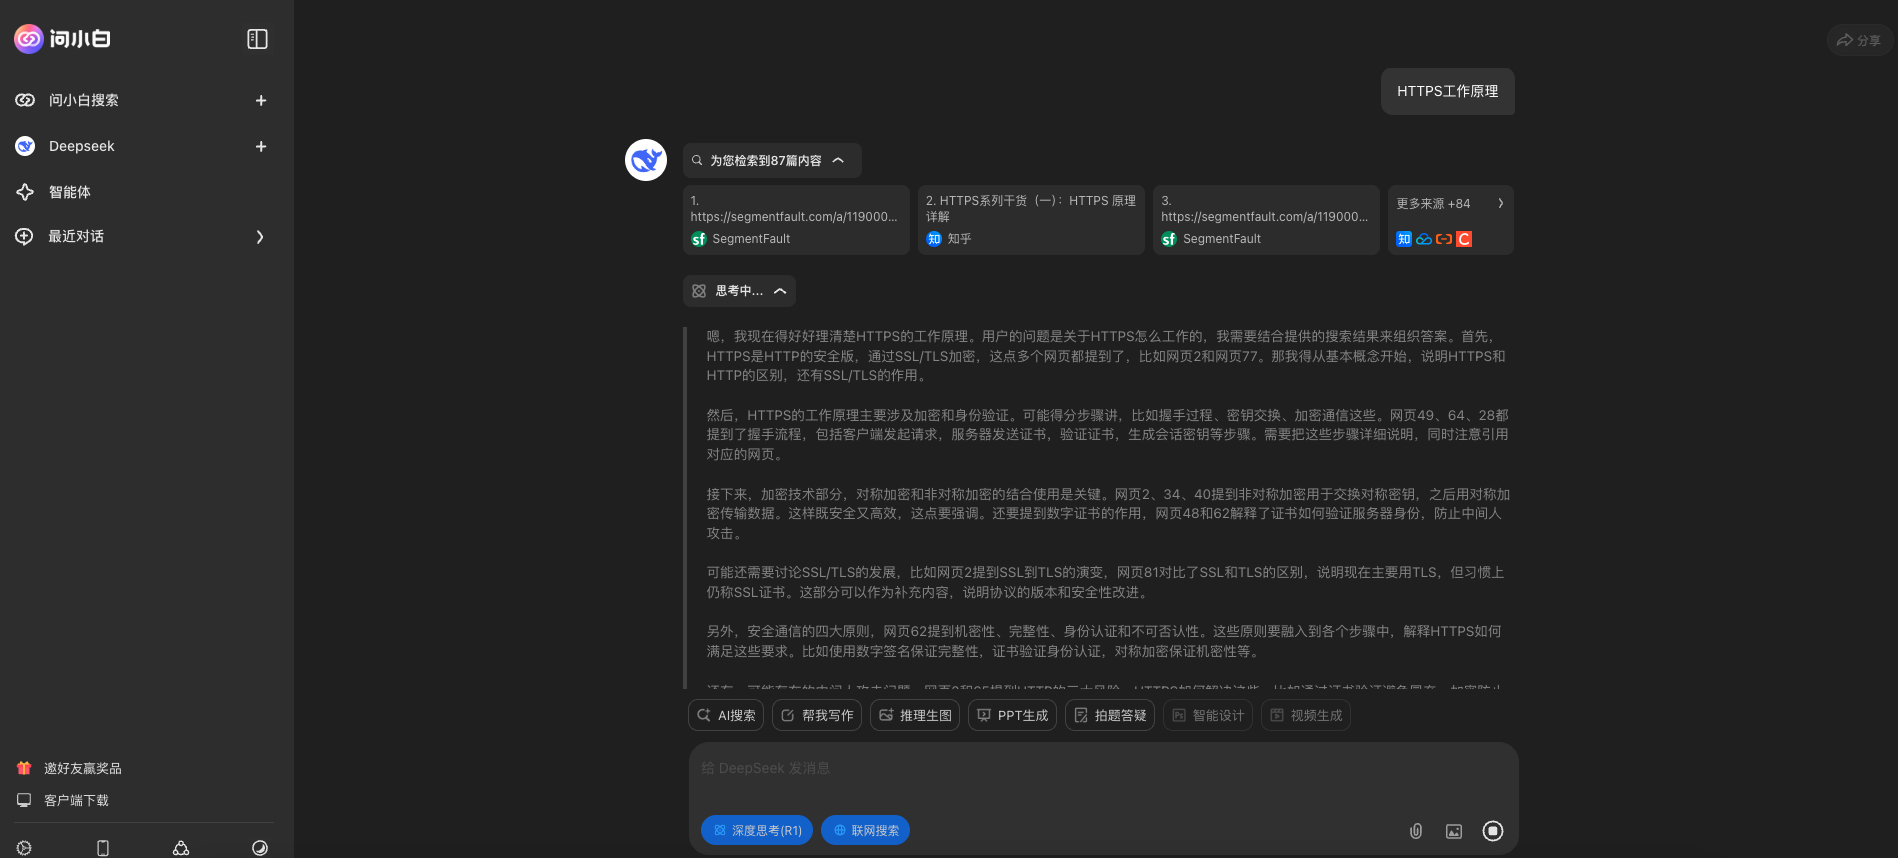 问小白
分享
问小白搜索
Deepseek
智能体
最近对话
HTTPS工作原理
为您检索到87篇内容
1.
https://segmentfault.com/a/119000...
SegmentFault
2. HTTPS系列干货（一）：HTTPS 原理
详解
知 知乎
3.
https://segmentfault.com/a/119000...
SegmentFault
更多来源 +84
知
思考中...
嗯，我现在得好好理清楚HTTPS的工作原理。用户的问题是关于HTTPS怎么工作的，我需要结合提供的搜索结果来组织答案。首先，
HTTPS是HTTP的安全版，通过SSL/TLS加密，这点多个网页都提到了，比如网页2和网页77。那我得从基本概念开始，说明HTTPS和
HTTP的区别，还有SSL/TLS的作用。
然后，HTTPS的工作原理主要涉及加密和身份验证。可能得分步骤讲，比如握手过程、密钥交换、加密通信这些。网页49、64、28都
提到了握手流程，包括客户端发起请求，服务器发送证书，验证证书，生成会话密钥等步骤。需要把这些步骤详细说明，同时注意引用
对应的网页。
接下来，加密技术部分，对称加密和非对称加密的结合使用是关键。网页2、34、40提到非对称加密用于交换对称密钥，之后用对称加
密传输数据。这样既安全又高效，这点要强调。还要提到数字证书的作用，网页48和62解释了证书如何验证服务器身份，防止中间人
攻击。
可能还需要讨论SSL/TLS的发展，比如网页2提到SSL到TLS的演变，网页81对比了SSL和TLS的区别，说明现在主要用TLS，但习惯上
仍称SSL证书。这部分可以作为补充内容，说明协议的版本和安全性改进。
另外，安全通信的四大原则，网页62提到机密性、完整性、身份认证和不可否认性。这些原则要融入到各个步骤中，解释HTTPS如何
满足这些要求。比如使用数字签名保证完整性，证书验证身份认证，对称加密保证机密性等。
AI搜索
帮我写作
推理生图
PPT生成
拍题答疑
智能设计
视频生成
给 DeepSeek 发消息
深度思考(R1)
联网搜索
邀好友赢奖品
客户端下载